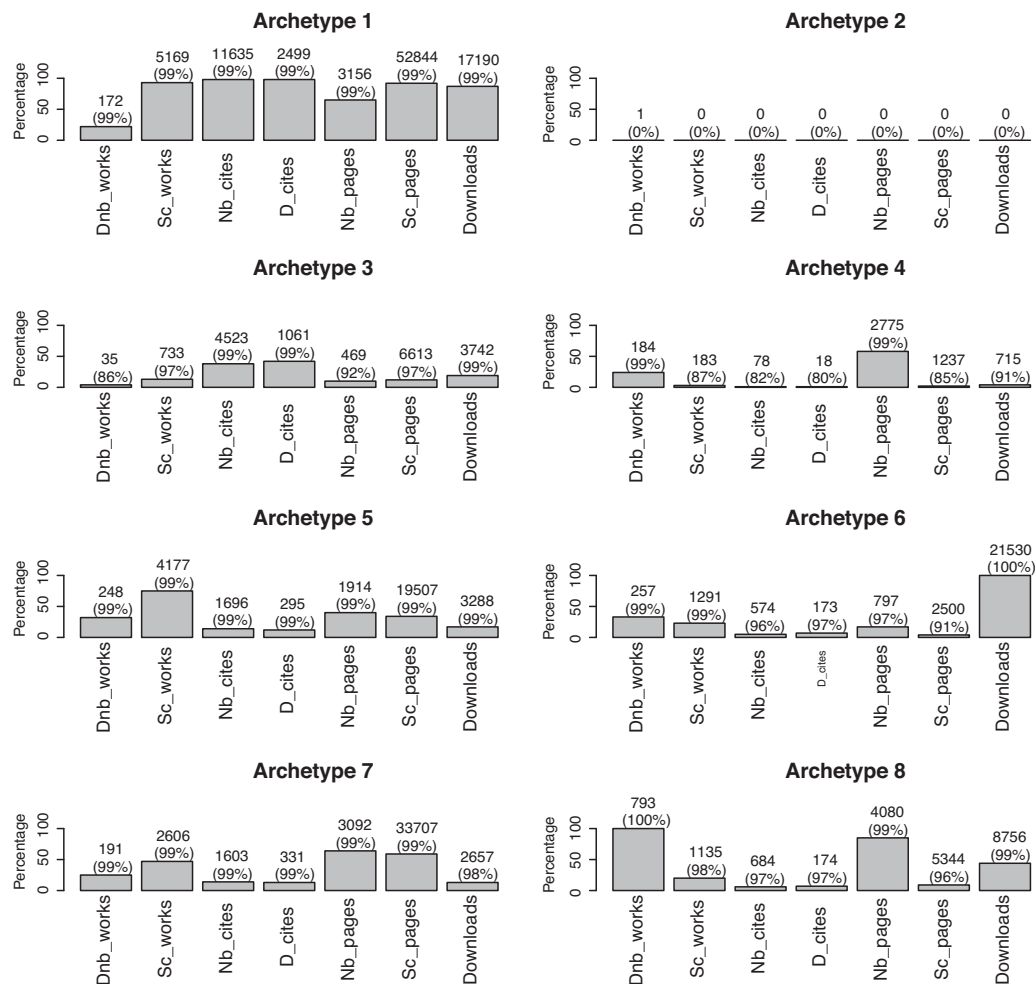 Archetype 1
Percentage
0 50 100
172
(99%)
5169
(99%)
11635
(99%)
2499
(99%)
3156
(99%)
52844
(99%)
17190
(99%)
Dnb_works
Sc_works
Nb_cites
D_cites
Nb_pages
Sc_pages
Downloads
Archetype 2
Percentage
0 50 100
1
(0%)
0
(0%)
0
(0%)
0
(0%)
0
(0%)
0
(0%)
0
(0%)
Dnb_works
Sc_works
Nb_cites
D_cites
Nb_pages
Sc_pages
Downloads
Archetype 3
Percentage
0 50 100
35
(86%)
733
(97%)
4523
(99%)
1061
(99%)
469
(92%)
6613
(97%)
3742
(99%)
Dnb_works
Sc_works
Nb_cites
D_cites
Nb_pages
Sc_pages
Downloads
Archetype 4
Percentage
0 50 100
184
(99%)
183
(87%)
78
(82%)
18
(80%)
2775
(99%)
1237
(85%)
715
(91%)
Dnb_works
Sc_works
Nb_cites
D_cites
Nb_pages
Sc_pages
Downloads
Archetype 5
Percentage
0 50 100
248
(99%)
4177
(99%)
1696
(99%)
295
(99%)
1914
(99%)
19507
(99%)
3288
(99%)
Dnb_works
Sc_works
Nb_cites
D_cites
Nb_pages
Sc_pages
Downloads
Archetype 6
Percentage
0 50 100
257
(99%)
1291
(99%)
574
(96%)
173
(97%)
797
(97%)
2500
(91%)
21530
(100%)
Dnb_works
Sc_works
Nb_cites
D_cites
Nb_pages
Sc_pages
Downloads
Archetype 7
Percentage
0 50 100
191
(99%)
2606
(99%)
1603
(99%)
331
(99%)
3092
(99%)
33707
(99%)
2657
(98%)
Dnb_works
Sc_works
Nb_cites
D_cites
Nb_pages
Sc_pages
Downloads
Archetype 8
Percentage
0 50 100
793
(100%)
1135
(98%)
684
(97%)
174
(97%)
4080
(99%)
5344
(96%)
8756
(99%)
Dnb_works
Sc_works
Nb_cites
D_cites
Nb_pages
Sc_pages
Downloads